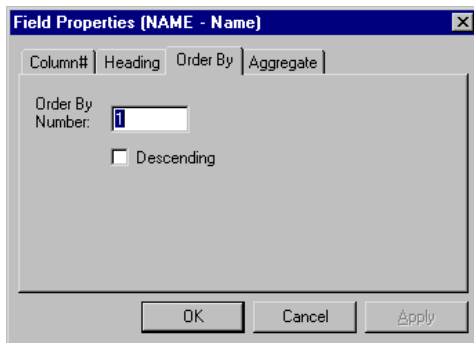 Field Properties (NAME - Name)
Column# Heading Order By Aggregate
Order By
Number: 1
Descending
OK Cancel Apply